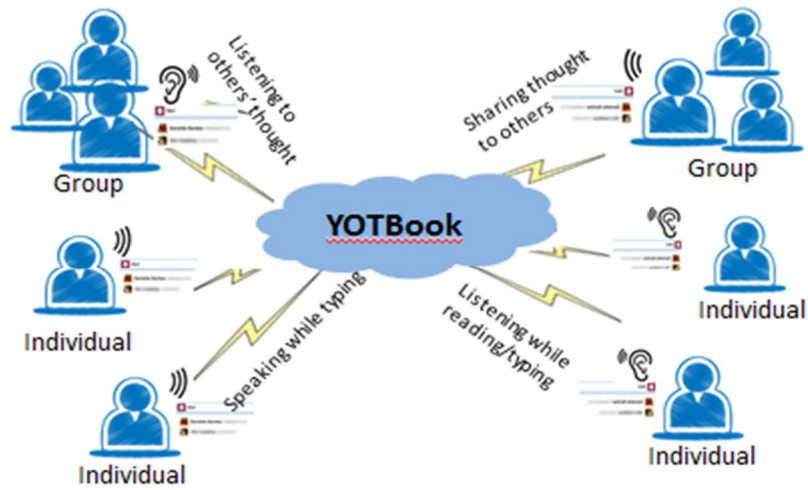 Listening to
others' thought
Sharing thought
to others
Group
Group
YOTBook
Individual
Individual
Speaking while typing
Listening while
reading/typing
Individual
Individual